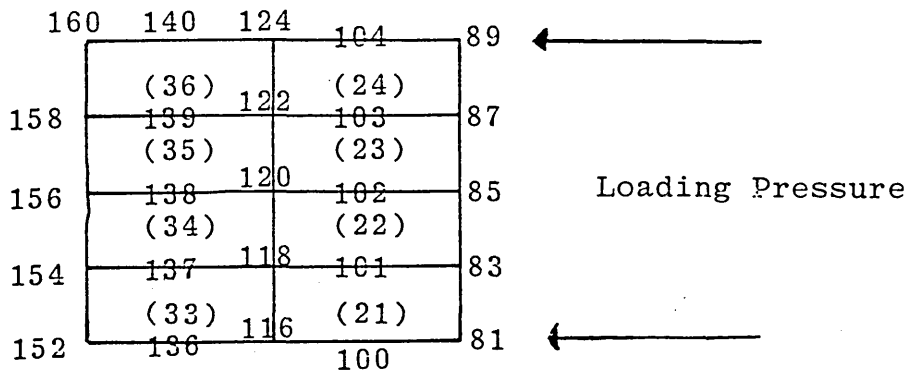 160 140 124 104 89
(36) (24)
158 139 122 103 87
(35) (23)
156 138 120 102 85
Loading Pressure
(34) (22)
154 137 118 101 83
(33) (21)
152 136 116 100 81